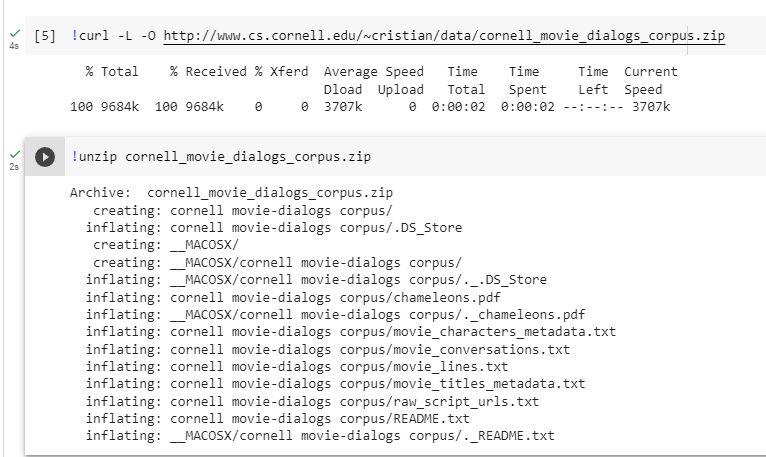 4s
[5] !curl -L -O http://www.cs.cornell.edu/~cristian/data/cornell_movie_dialogs_corpus.zip
% Total % Received % Xferd Average Speed Time Time Time Current
Dload Upload Total Spent Left Speed
100 9684k 100 9684k 0 0 3707k 0 0:00:02 0:00:02 --:--:-- 3707k
2s
!unzip cornell_movie_dialogs_corpus.zip
Archive: cornell_movie_dialogs_corpus.zip
creating: cornell movie-dialogs corpus/
inflating: cornell movie-dialogs corpus/.DS_Store
creating: __MACOSX/
creating: __MACOSX/cornell movie-dialogs corpus/
inflating: __MACOSX/cornell movie-dialogs corpus/._.DS_Store
inflating: cornell movie-dialogs corpus/chameleons.pdf
inflating: __MACOSX/cornell movie-dialogs corpus/._chameleons.pdf
inflating: cornell movie-dialogs corpus/movie_characters_metadata.txt
inflating: cornell movie-dialogs corpus/movie_conversations.txt
inflating: cornell movie-dialogs corpus/movie_lines.txt
inflating: cornell movie-dialogs corpus/movie_titles_metadata.txt
inflating: cornell movie-dialogs corpus/raw_script_urls.txt
inflating: cornell movie-dialogs corpus/README.txt
inflating: __MACOSX/cornell movie-dialogs corpus/._README.txt